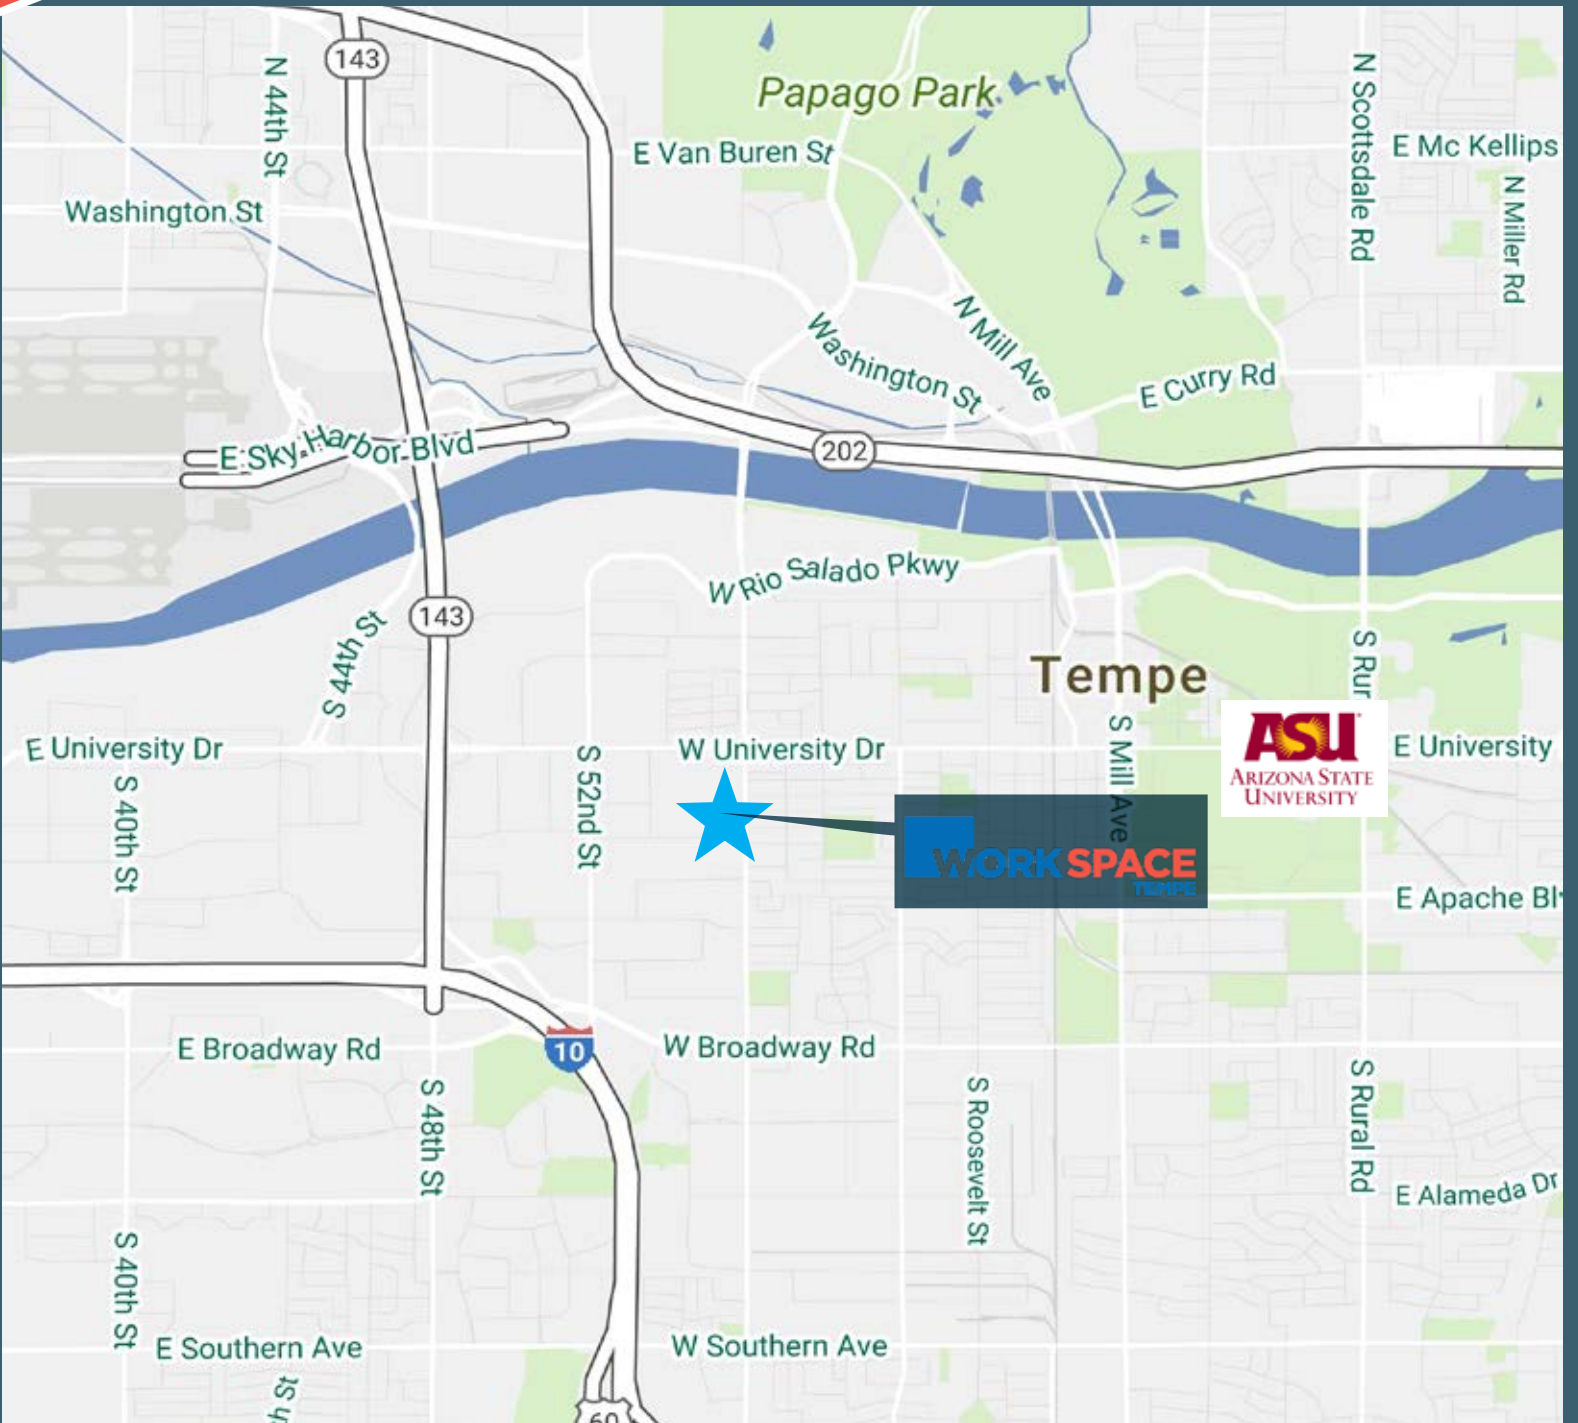 143
N 44th St
Papago Park
N Scottsdale Rd
E Van Buren St
E Mc Kellips
N Miller Rd
Washington St
N Mill Ave
Washington St
E Curry Rd
E Sky Harbor Blvd
202
W Rio Salado Pkwy
143
S 44th St
Tempe
S Rur
ASU
ARIZONA STATE
UNIVERSITY
E University Dr
W University Dr
E University
S 40th St
S 52nd St
S Mill Ave
WORKSPACE
TEMPE
E Apache Bl
10
E Broadway Rd
W Broadway Rd
S 48th St
S Roosevelt St
S Rural Rd
E Alameda Dr
S 40th St
E Southern Ave
W Southern Ave
60